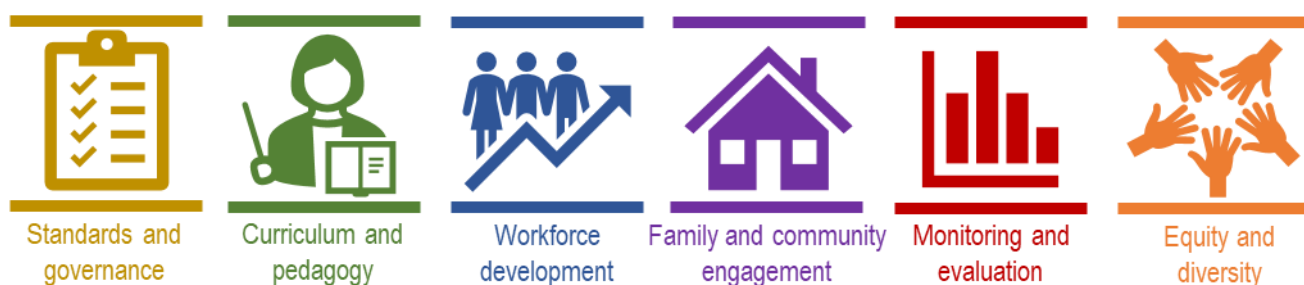 Standards and
governance
Curriculum and
pedagogy
Workforce
development
Family and community
engagement
Monitoring and
evaluation
Equity and
diversity